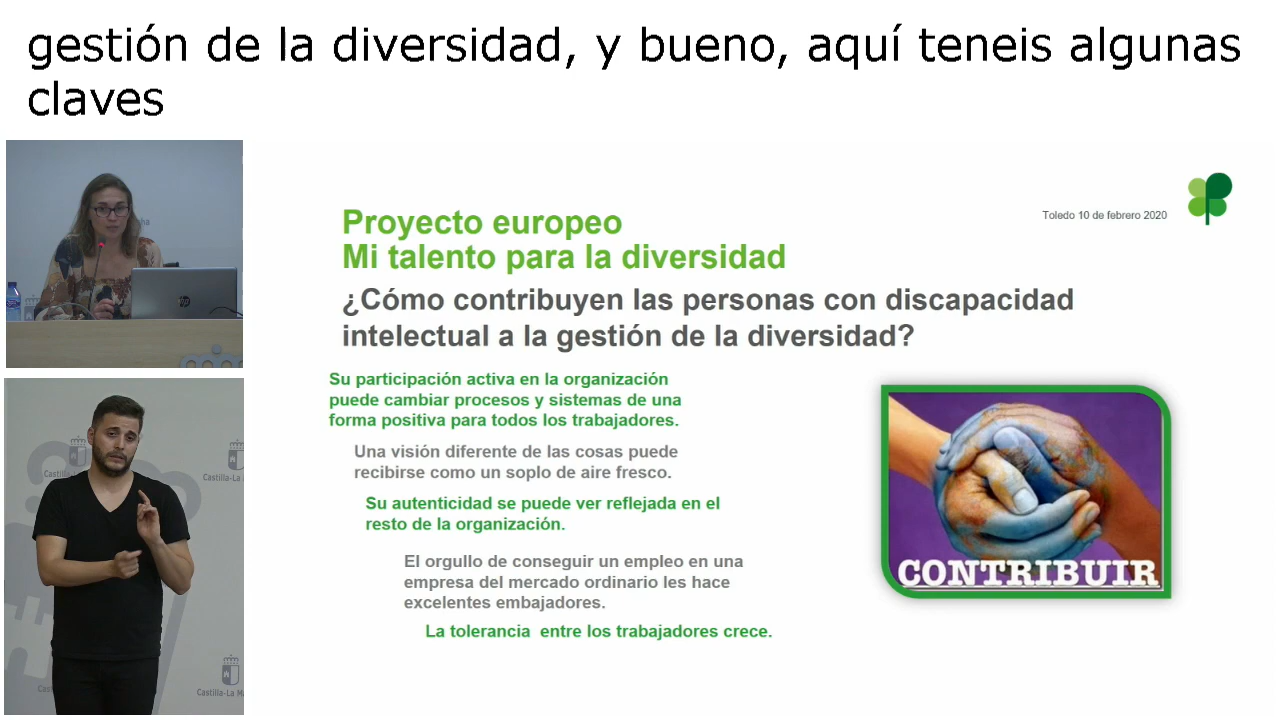 gestión de la diversidad, y bueno, aquí teneis algunas
claves
Toledo 10 de febrero 2020
Proyecto europeo
Mi talento para la diversidad
¿Cómo contribuyen las personas con discapacidad
intelectual a la gestión de la diversidad?
Su participación activa en la organización
puede cambiar procesos y sistemas de una
forma positiva para todos los trabajadores.
Una visión diferente de las cosas puede
recibirse como un soplo de aire fresco.
Su autenticidad se puede ver reflejada en el
resto de la organización.
El orgullo de conseguir un empleo en una
empresa del mercado ordinario les hace
excelentes embajadores.
La tolerancia entre los trabajadores crece.
CONTRIBUIR
hp
Castilla-La
Castilla-La M